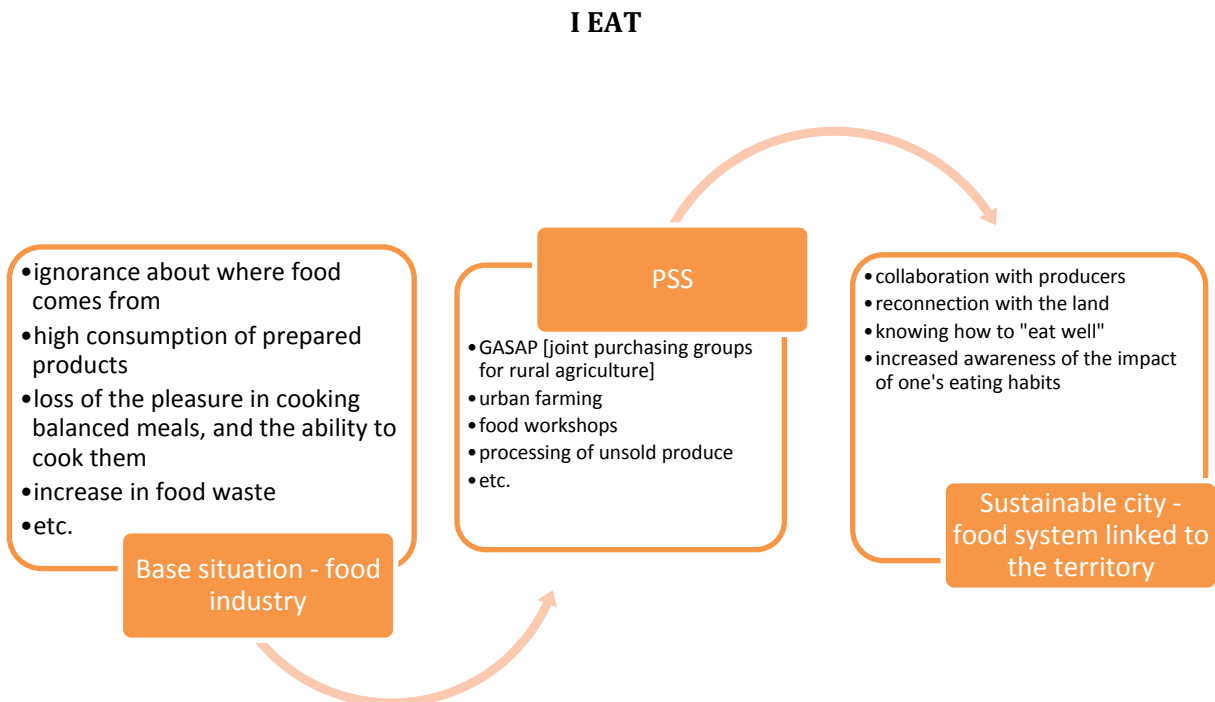 I EAT
•ignorance about where food
comes from
•high consumption of prepared
products
•loss of the pleasure in cooking
balanced meals, and the ability to
cook them
•increase in food waste
•etc.
Base situation - food
industry
PSS
•GASAP [joint purchasing groups
for rural agriculture]
•urban farming
•food workshops
•processing of unsold produce
•etc.
•collaboration with producers
•reconnection with the land
•knowing how to "eat well"
•increased awareness of the impact
of one's eating habits
Sustainable city -
food system linked to
the territory